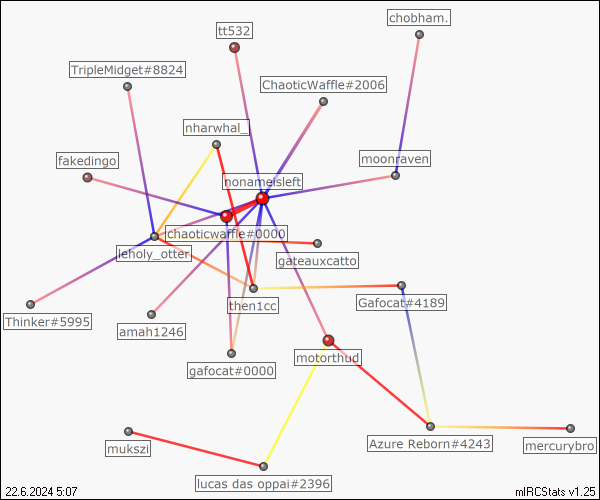 chobham.
tt532
TripleMidget#8824
ChaoticWaffle#2006
nharwhal_
fakedingo
moonraven
nonameisleft
chaoticwaffle#0000
leholy_otter
gateauxcatto
then1cc
Gafocat#4189
Thinker#5995
amah1246
gafocat#0000
motorthud
Azure Reborn#4243
mercurybro
mukszi
lucas das oppai#2396
22.6.2024 5:07
mIRCStats v1.25